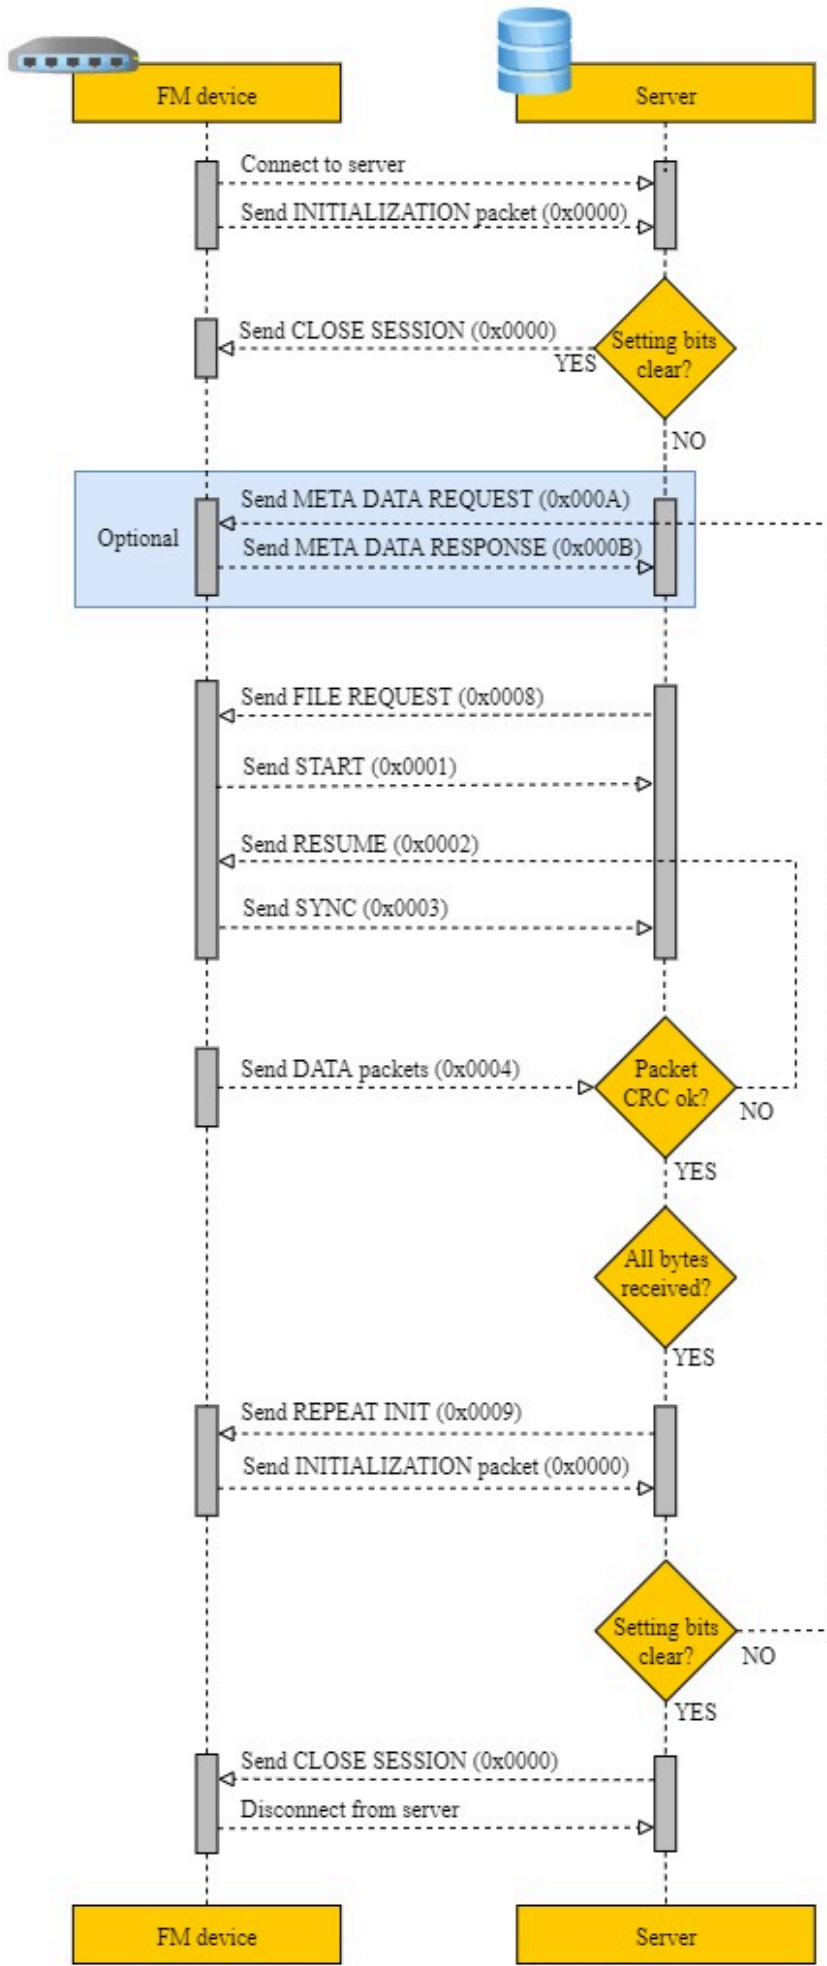 FM device
Server
Connect to server
Send INITIALIZATION packet (0x0000)
Send CLOSE SESSION (0x0000)
Setting bits
clear?
YES
NO
Send META DATA REQUEST (0x000A)
Optional
Send META DATA RESPONSE (0x000B)
Send FILE REQUEST (0x0008)
Send START (0x0001)
Send RESUME (0x0002)
Send SYNC (0x0003)
Send DATA packets (0x0004)
Packet
CRC ok?
NO
YES
All bytes
received?
YES
Send REPEAT INIT (0x0009)
Send INITIALIZATION packet (0x0000)
Setting bits
clear?
NO
YES
Send CLOSE SESSION (0x0000)
Disconnect from server
FM device
Server